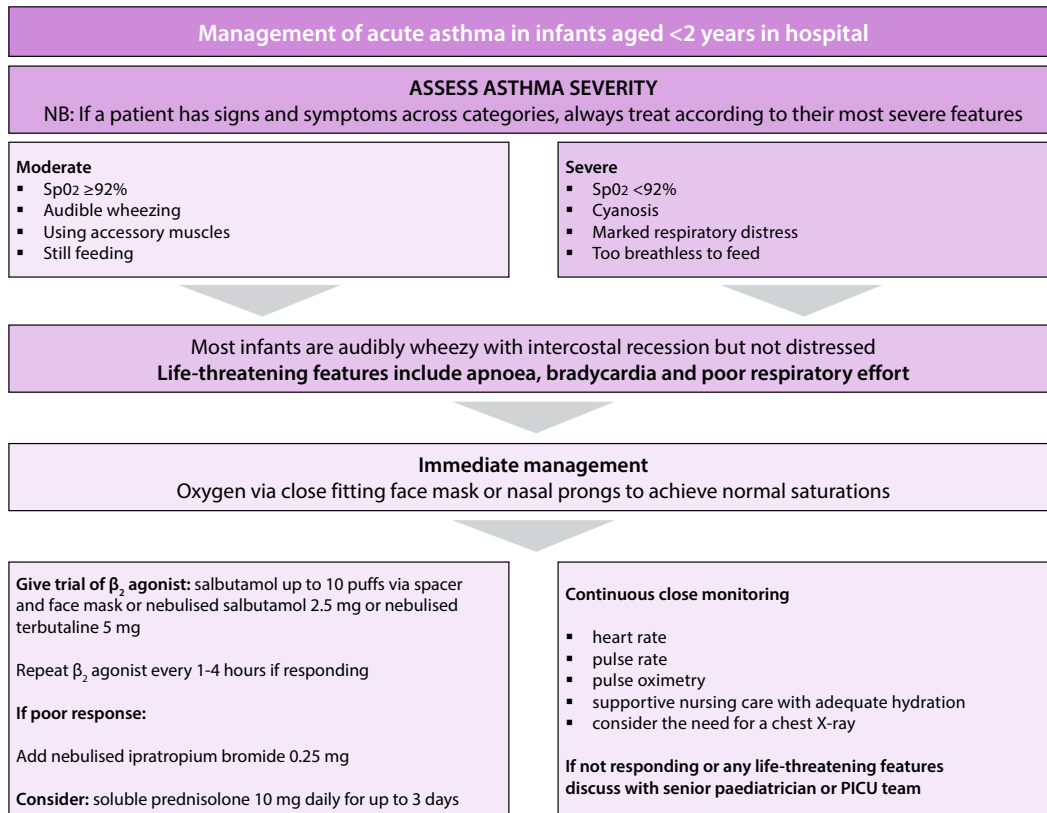 Management of acute asthma in infants aged <2 years in hospital
ASSESS ASTHMA SEVERITY
NB: If a patient has signs and symptoms across categories, always treat according to their most severe features
Moderate
▪ Sp02 ≥92%
▪ Audible wheezing
▪ Using accessory muscles
▪ Still feeding
Severe
▪ Sp02 <92%
▪ Cyanosis
▪ Marked respiratory distress
▪ Too breathless to feed
Most infants are audibly wheezy with intercostal recession but not distressed
Life-threatening features include apnoea, bradycardia and poor respiratory effort
Immediate management
Oxygen via close fitting face mask or nasal prongs to achieve normal saturations
Give trial of β₂ agonist: salbutamol up to 10 puffs via spacer
and face mask or nebulised salbutamol 2.5 mg or nebulised
terbutaline 5 mg
Repeat β₂ agonist every 1-4 hours if responding
If poor response:
Add nebulised ipratropium bromide 0.25 mg
Consider: soluble prednisolone 10 mg daily for up to 3 days
Continuous close monitoring
▪ heart rate
▪ pulse rate
▪ pulse oximetry
▪ supportive nursing care with adequate hydration
▪ consider the need for a chest X-ray
If not responding or any life-threatening features
discuss with senior paediatrician or PICU team